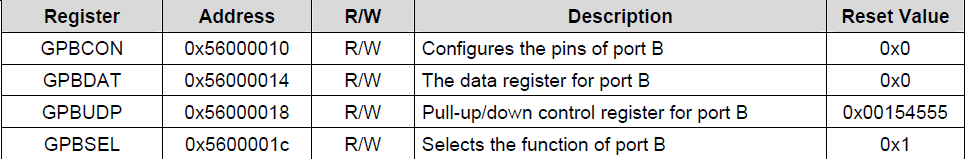 Register Address R/W Description Reset Value
GPBCON 0x56000010 R/W Configures the pins of port B 0x0
GPBDAT 0x56000014 R/W The data register for port B 0x0
GPBUDP 0x56000018 R/W Pull-up/down control register for port B 0x00154555
GPBSEL 0x5600001c R/W Selects the function of port B 0x1